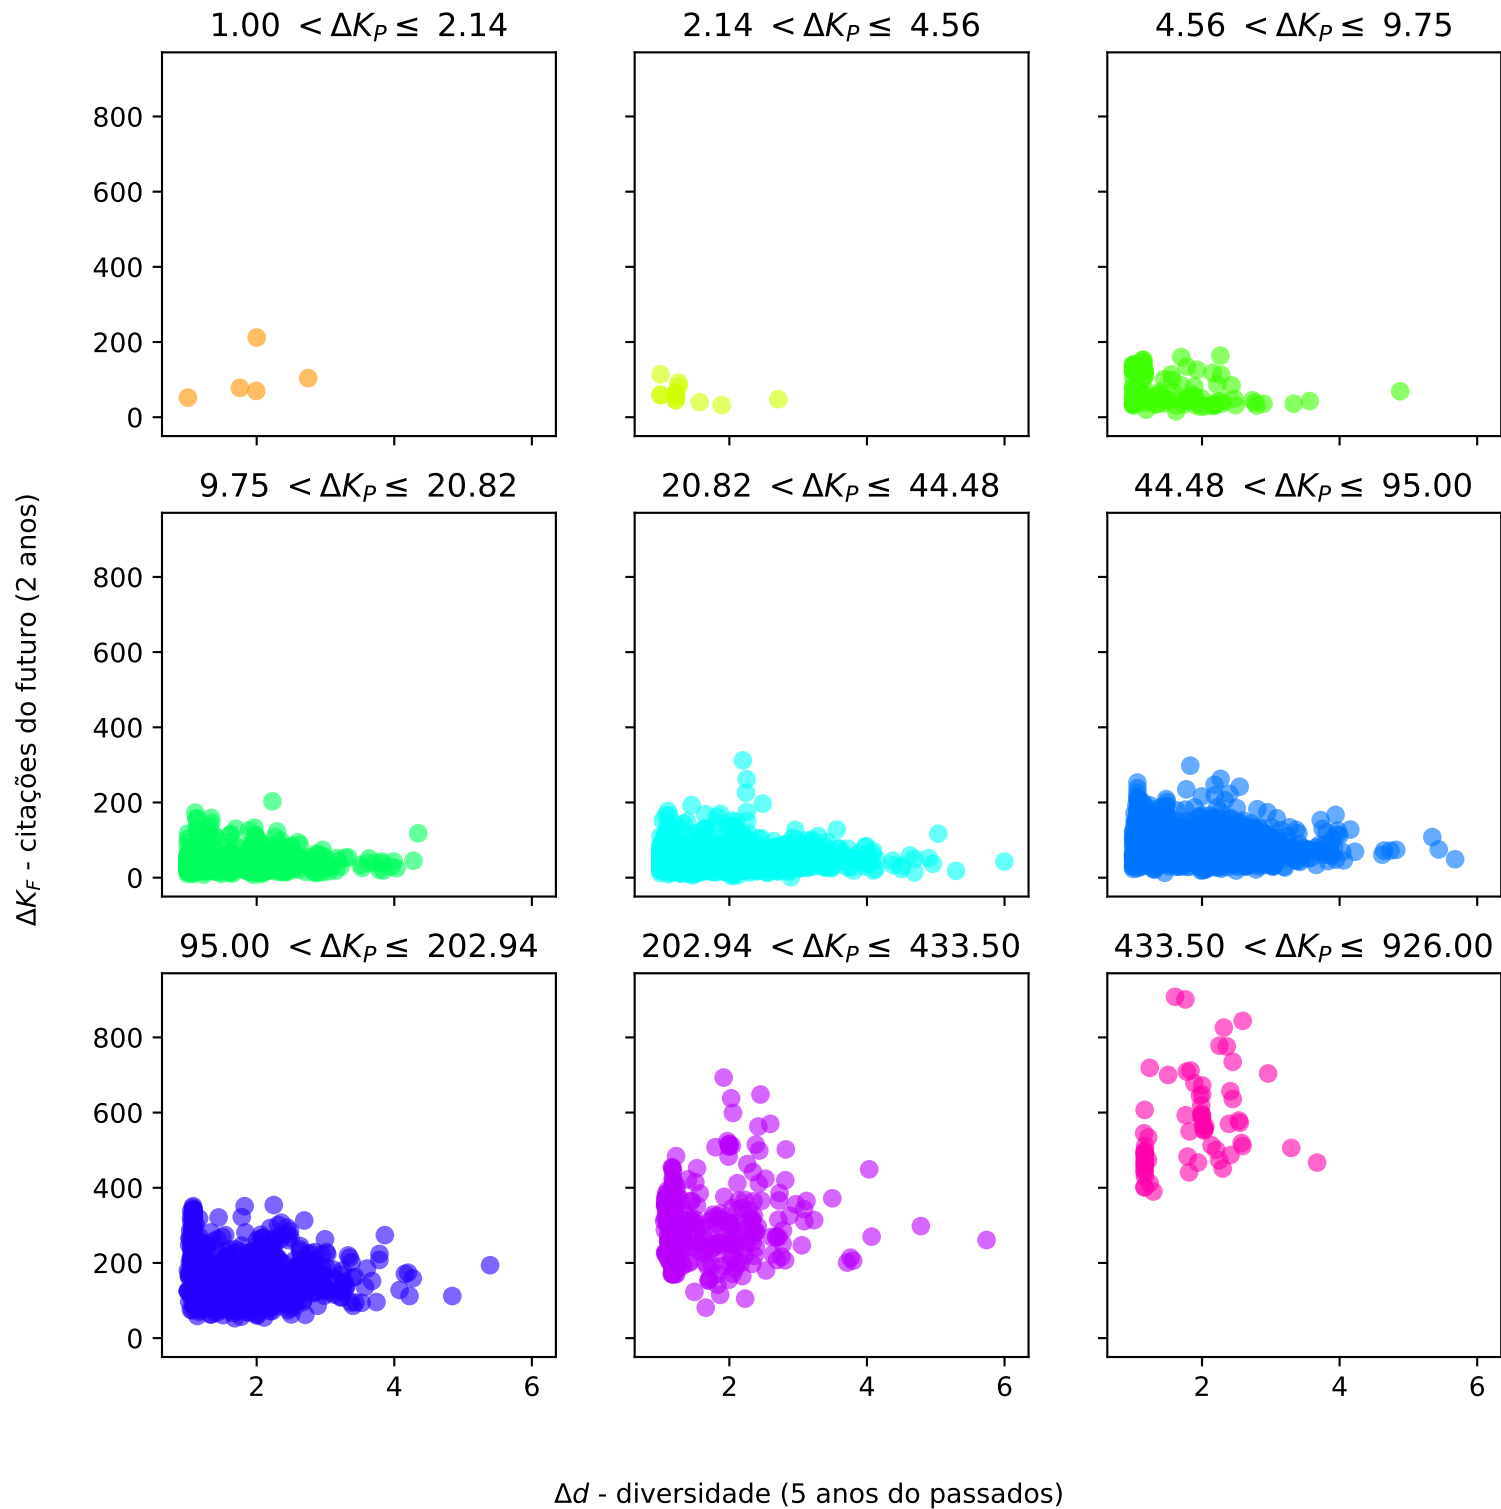 1.00 < ΔK_P ≤ 2.14
2.14 < ΔK_P ≤ 4.56
4.56 < ΔK_P ≤ 9.75
800
600
400
200
0
9.75 < ΔK_P ≤ 20.82
20.82 < ΔK_P ≤ 44.48
44.48 < ΔK_P ≤ 95.00
800
600
400
200
0
ΔK_F - citações do futuro (2 anos)
95.00 < ΔK_P ≤ 202.94
202.94 < ΔK_P ≤ 433.50
433.50 < ΔK_P ≤ 926.00
800
600
400
200
0
2 4 6
2 4 6
2 4 6
Δd - diversidade (5 anos do passados)